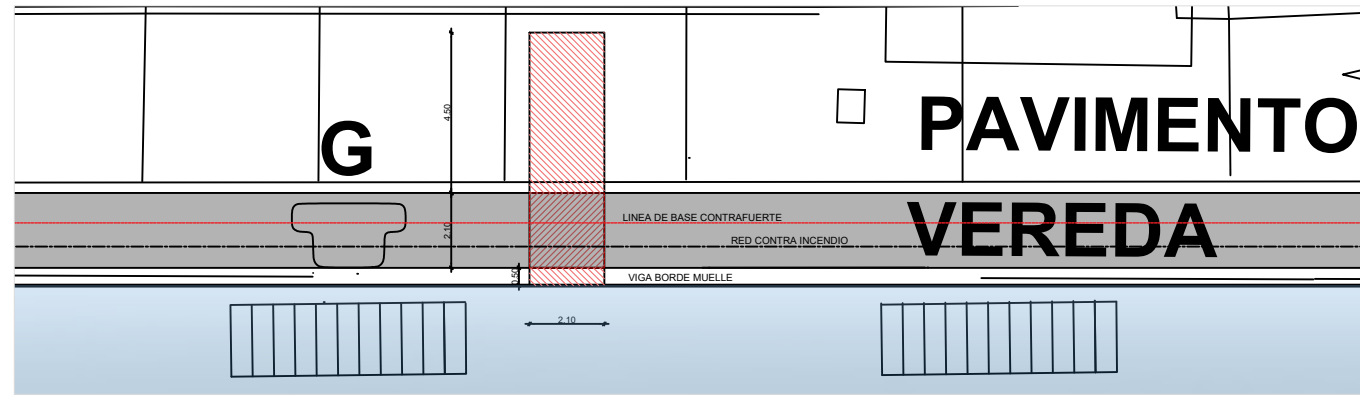 4.50
G
PAVIMENTO
LINEA DE BASE CONTRAFUERTE
VEREDA
2.10
RED CONTRA INCENDIO
0.50
VIGA BORDE MUELLE
2.10